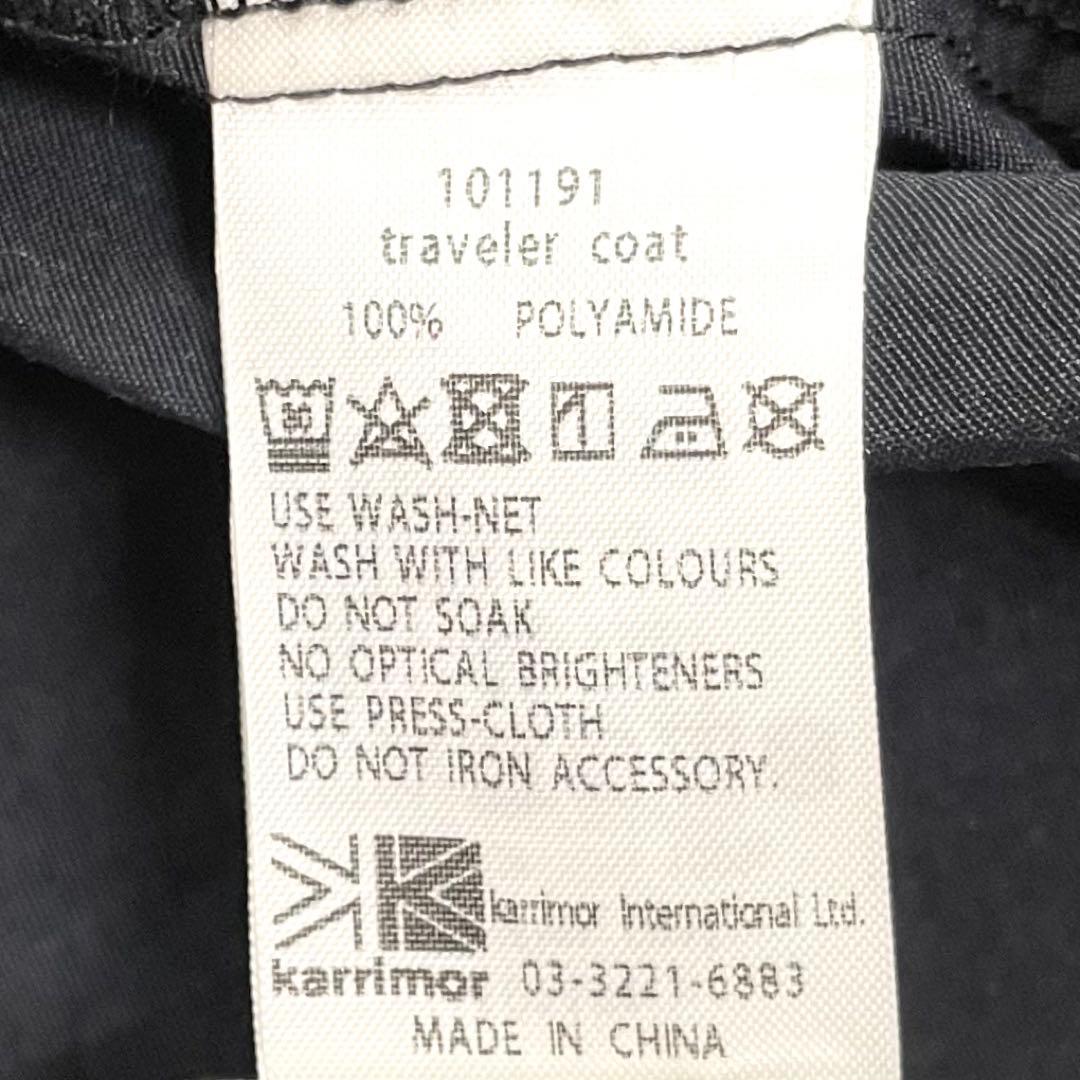 101191
traveler coat
100% POLYAMIDE
30
USE WASH-NET
WASH WITH LIKE COLOURS
DO NOT SOAK
NO OPTICAL BRIGHTENERS
USE PRESS-CLOTH
DO NOT IRON ACCESSORY.
karrimor International Ltd.
karrimor 03-3221-6883
MADE IN CHINA